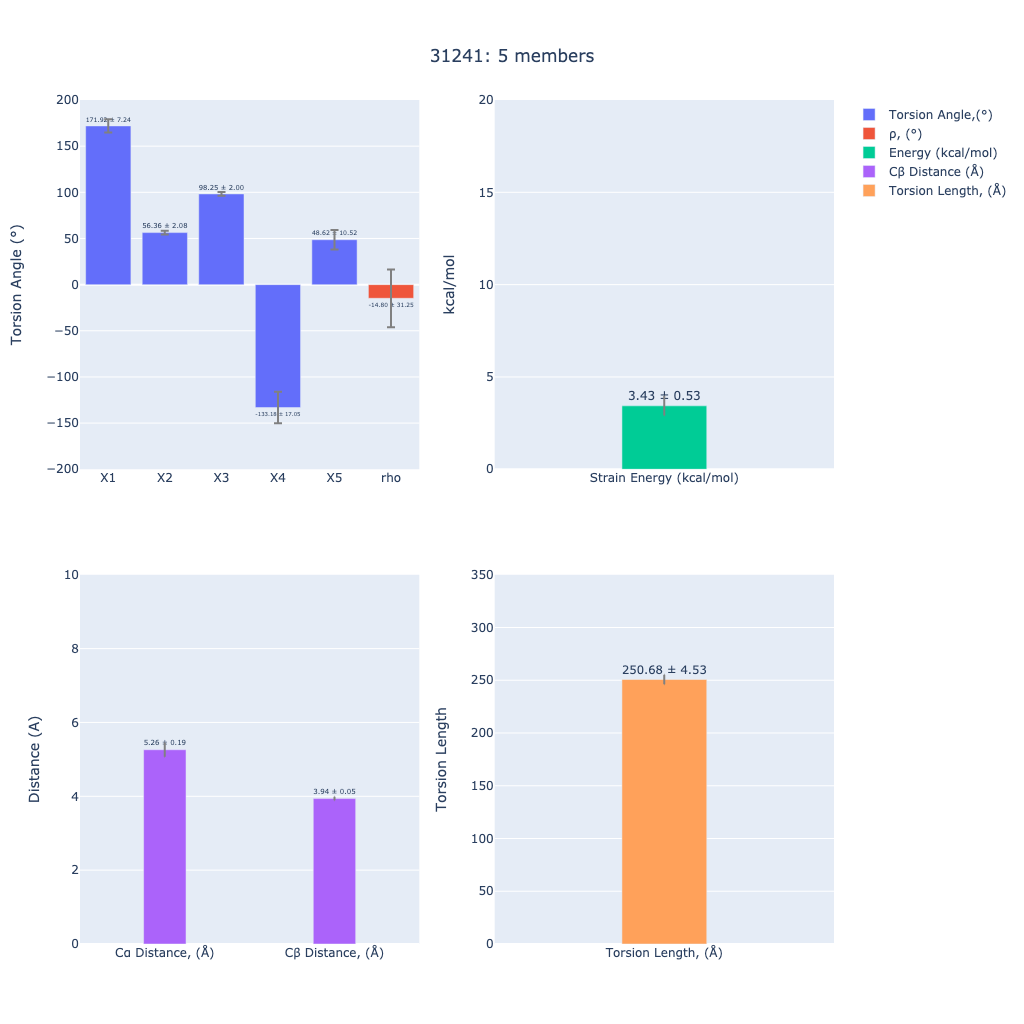 31241: 5 members
Torsion Angle (°)
200
150
100
50
0
−50
−100
−150
−200
171.92 ± 7.24
56.36 ± 2.08
98.25 ± 2.00
-133.18 ± 17.05
48.62 ± 10.52
-14.80 ± 31.25
X1
X2
X3
X4
X5
rho
kcal/mol
20
15
10
5
0
3.43 ± 0.53
Strain Energy (kcal/mol)
Torsion Angle,(°)
ρ, (°)
Energy (kcal/mol)
Cβ Distance (Å)
Torsion Length, (Å)
Distance (A)
10
8
6
4
2
0
5.26 ± 0.19
3.94 ± 0.05
Cα Distance, (Å)
Cβ Distance, (Å)
Torsion Length
350
300
250
200
150
100
50
0
250.68 ± 4.53
Torsion Length, (Å)